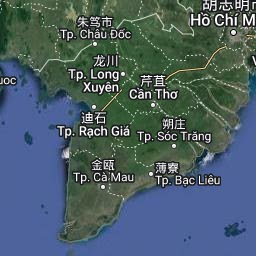 胡志明市
Hồ Chí M
朱笃市
Tp. Châu Đốc
龙川
Tp. Long
Xuyên
芹苴
Cần Thơ
uoc
迪石
Tp. Rạch Giá
朔庄
Tp. Sóc Trăng
金瓯
Tp. Cà Mau
薄寮
Tp. Bạc Liêu